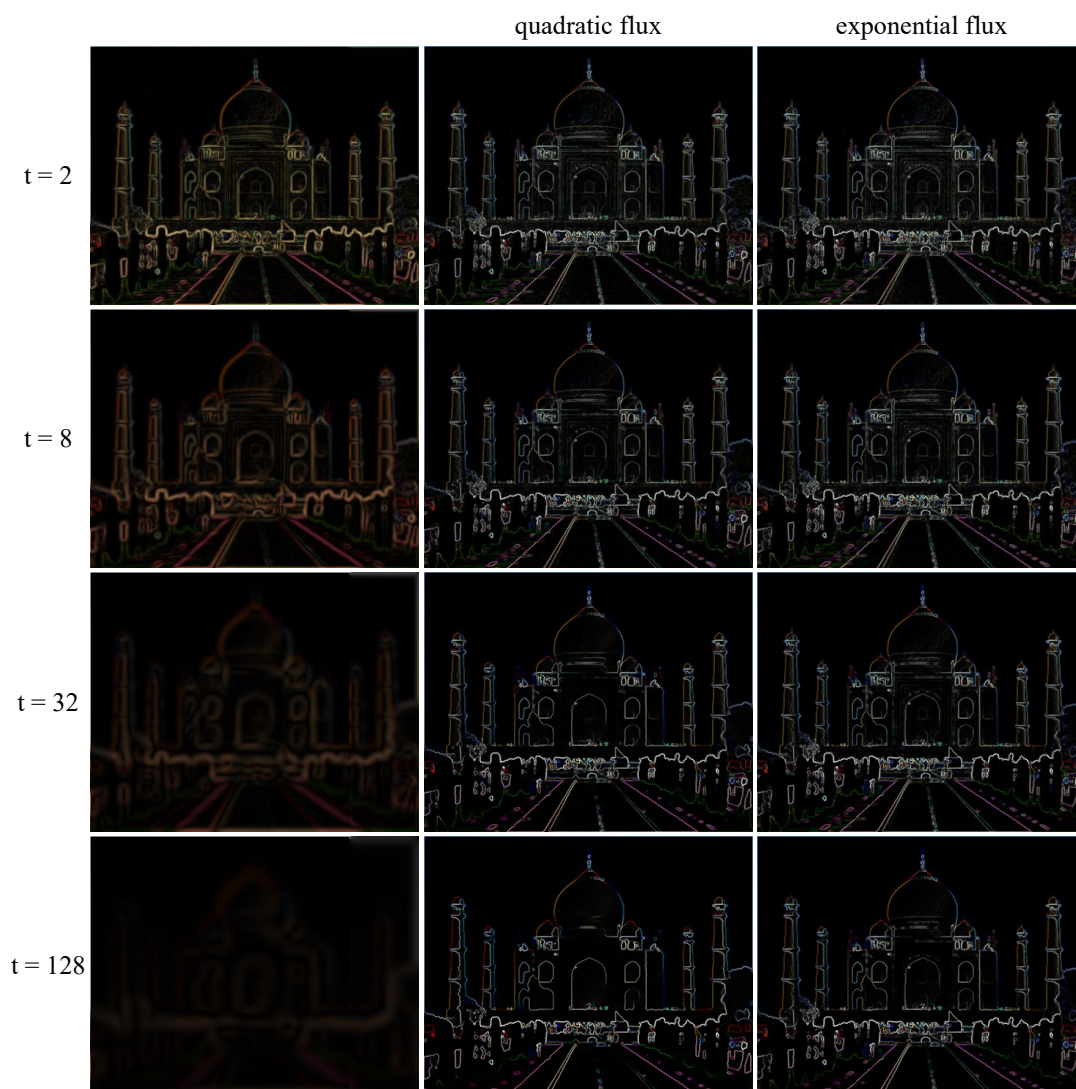 quadratic flux exponential flux
t = 2
t = 8
t = 32
t = 128